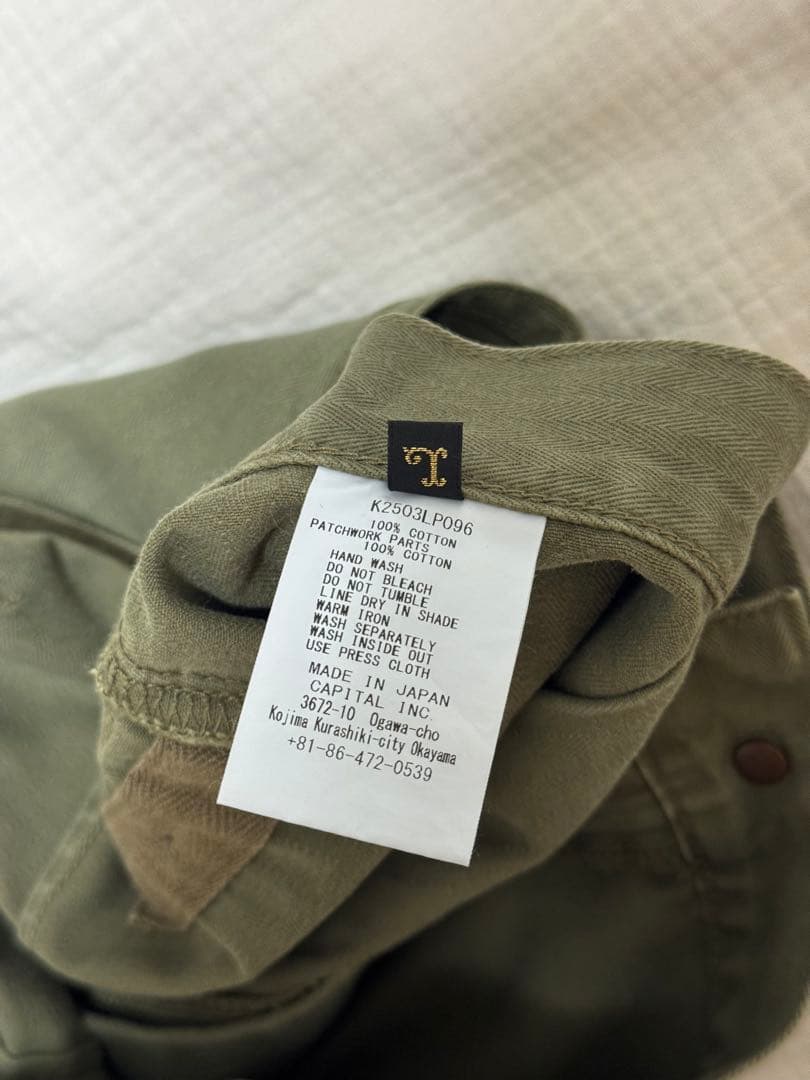 L
K2503LP096
100% COTTON
PATCHWORK PARTS
100% COTTON
HAND WASH
DO NOT BLEACH
DO NOT TUMBLE
LINE DRY IN SHADE
WARM IRON
WASH SEPARATELY
WASH INSIDE OUT
USE PRESS CLOTH
MADE IN JAPAN
CAPITAL INC.
3672-10 Ogawa-cho
Kojima Kurashiki-city Okayama
+81-86-472-0539